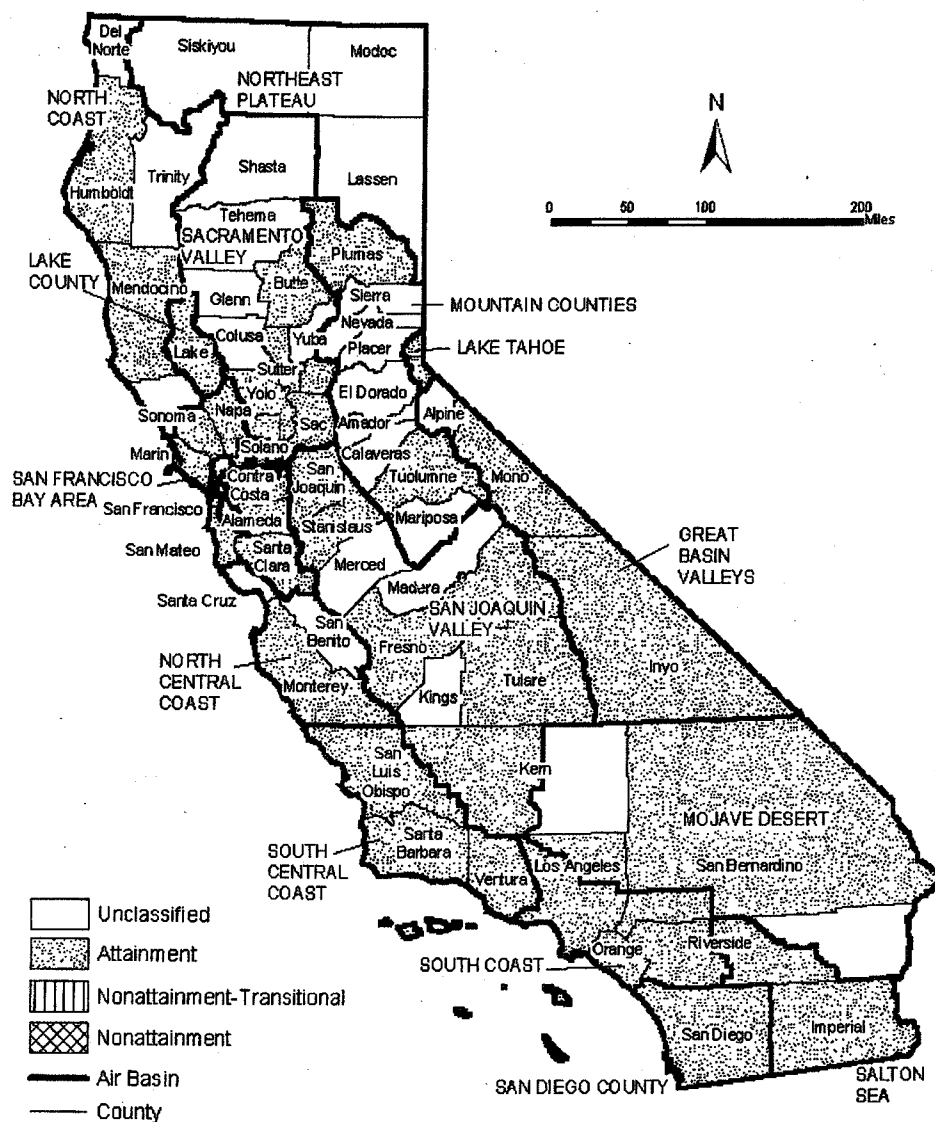 Del
Norte
Siskiyou
Modoc
NORTHEAST
PLATEAU
NORTH
COAST
N
Shasta
Trinity
Lassen
Humboldt
0 50 100 200
Miles
Tehema
SACRAMENTO
VALLEY
Plumas
LAKE
COUNTY
Mendocino
Butte
Glenn
Sierra
MOUNTAIN COUNTIES
Nevada
Colusa
Yuba
Placer
LAKE TAHOE
Lake
Sutter
Yolo
El Dorado
Napa
Alpine
Sonoma
Sac
Amador
Solano
Marin
Calaveras
SAN FRANCISCO
BAY AREA
Contra
Costa
San
Joaquin
Tuolumne
Mono
San Francisco
Alameda
Stanislaus
Mariposa
San Mateo
Santa
Clara
Merced
GREAT
BASIN
VALLEYS
Santa Cruz
Madera
San
Benito
SAN JOAQUIN
VALLEY
Fresno
Inyo
NORTH
CENTRAL
COAST
Monterey
Kings
Tulare
San
Luis
Obispo
Kern
MOJAVE DESERT
SOUTH
CENTRAL
COAST
Santa
Barbara
Los Angeles
San Bernardino
Ventura
Unclassified
Attainment
Orange
Riverside
SOUTH COAST
Nonattainment-Transitional
Nonattainment
San Diego
Imperial
Air Basin
SAN DIEGO COUNTY
SALTON
SEA
County